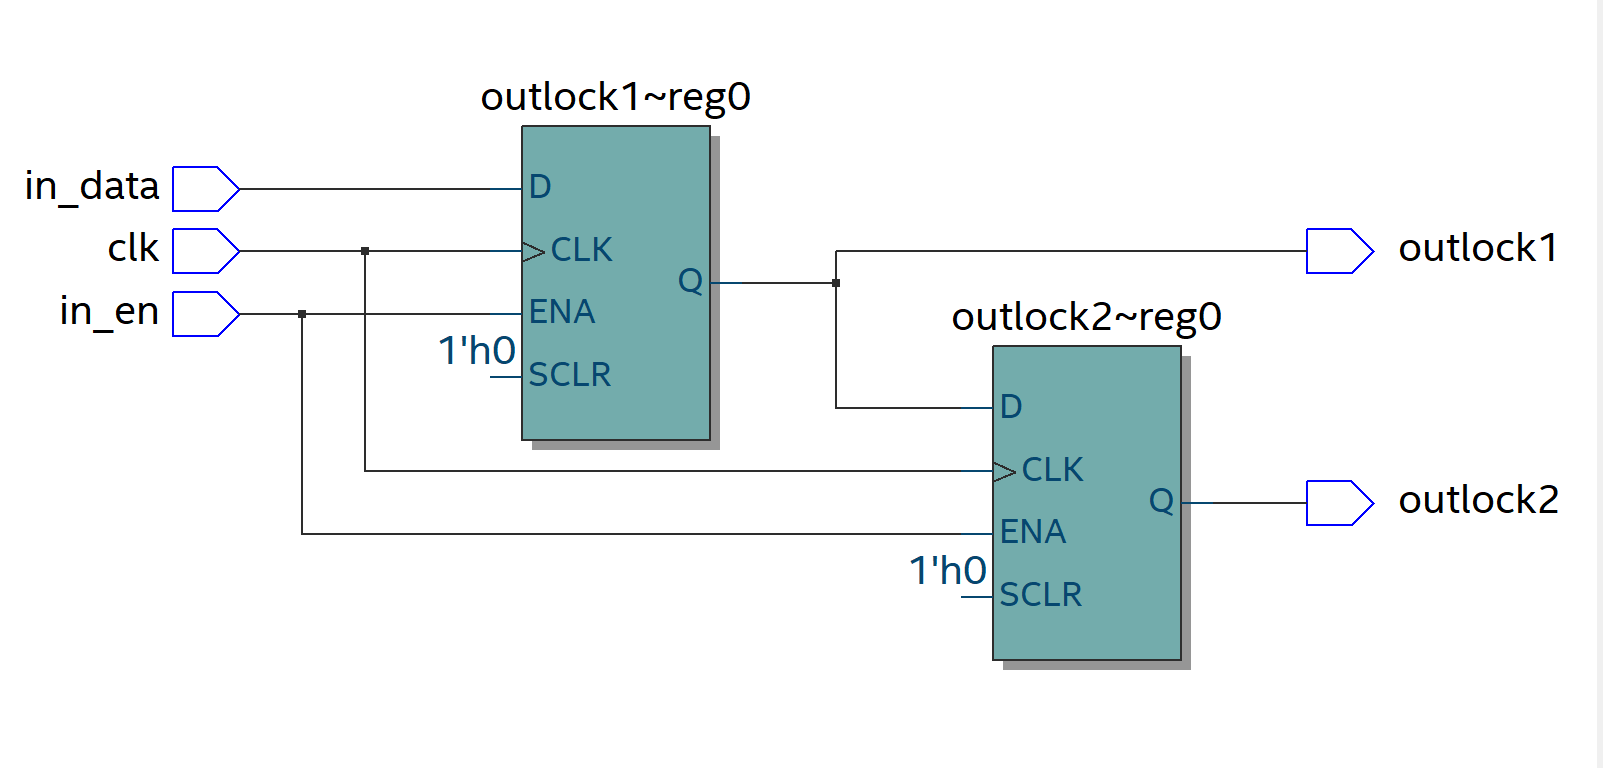 outlock1~reg0
in_data
D
clk
CLK
outlock1
Q
in_en
ENA
outlock2~reg0
1'h0
SCLR
D
CLK
Q
outlock2
ENA
1'h0
SCLR